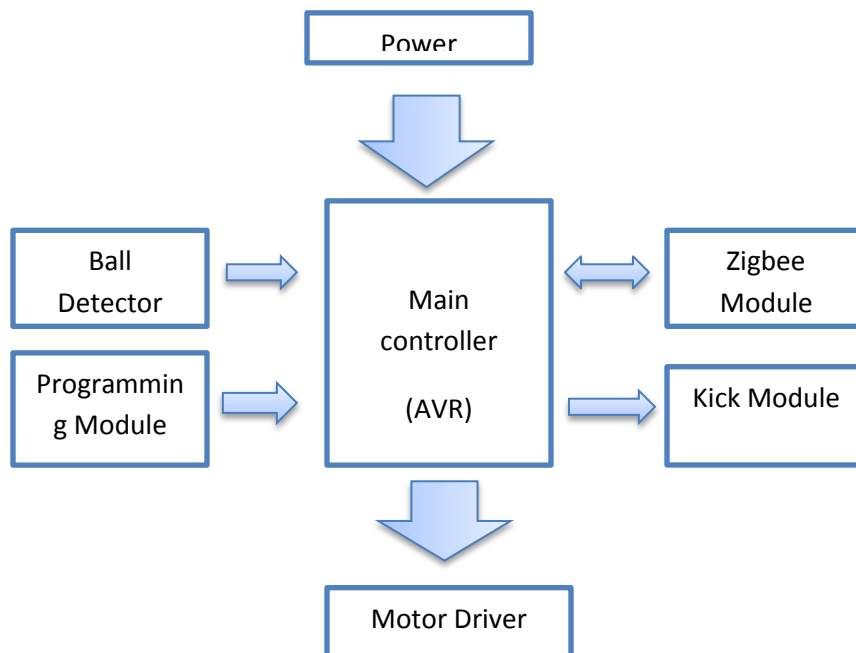 Power
Ball
Detector
Main
controller
(AVR)
Zigbee
Module
Programmin
g Module
Kick Module
Motor Driver